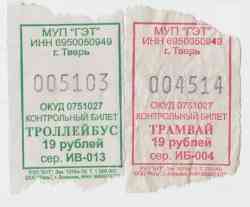 МУП "ГЭТ"
ИНН 6950050949
г. Тверь
005103
ОКУД 0751027
КОНТРОЛЬНЫЙ БИЛЕТ
ТРОЛЛЕЙБУС
19 рублей
сер. ИВ-013
МУП "ГЭТ"
ИНН 6950050949
г. Тверь
004514
ОКУД 0751027
КОНТРОЛЬНЫЙ БИЛЕТ
ТРАМВАЙ
19 рублей
сер. ИБ-004